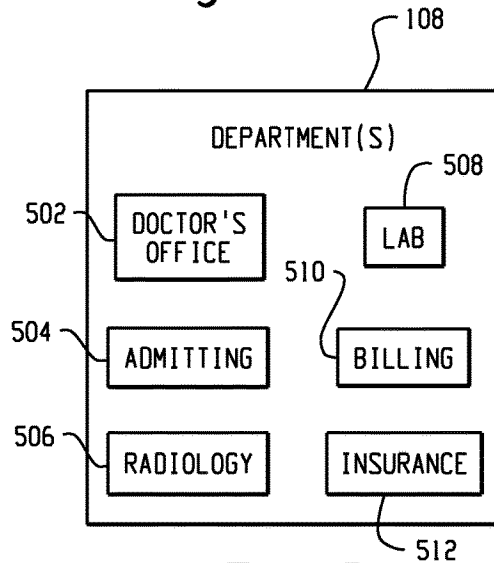 108
DEPARTMENT(S)
508
502
DOCTOR'S
OFFICE
LAB
510
504
ADMITTING
BILLING
506
RADIOLOGY
INSURANCE
512